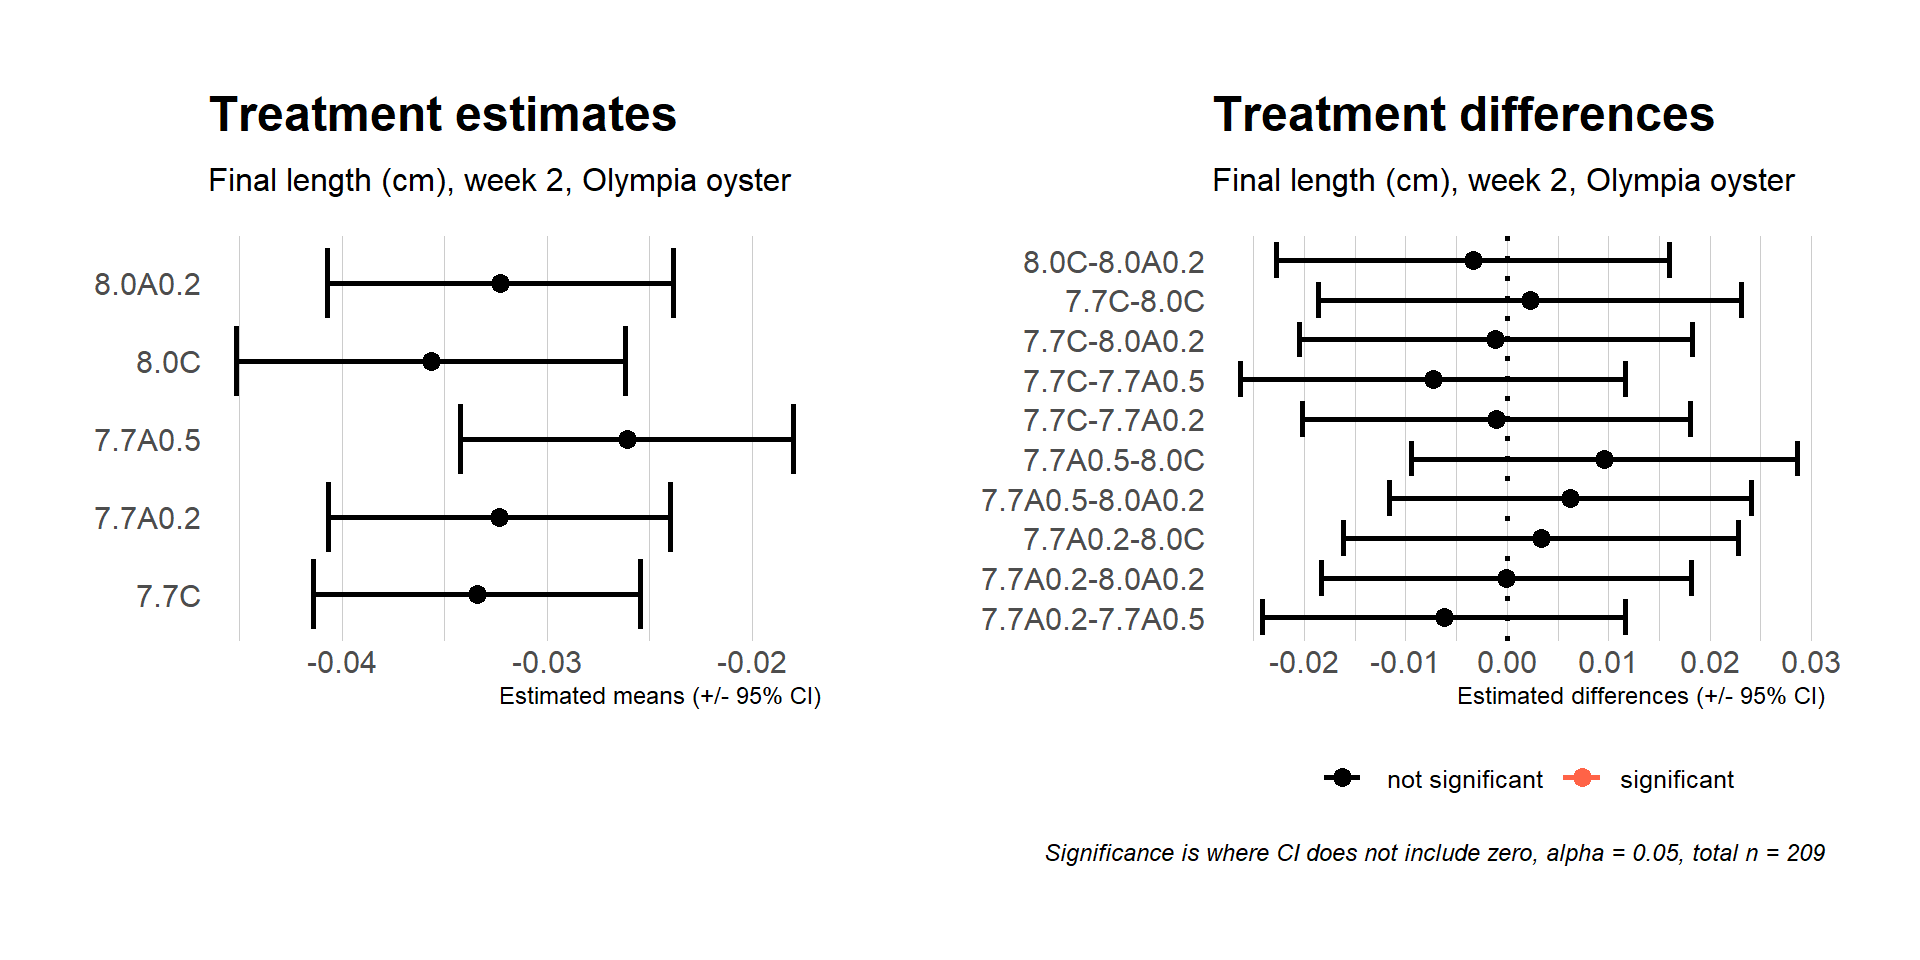 Treatment estimates
Final length (cm), week 2, Olympia oyster
8.0A0.2
8.0C
7.7A0.5
7.7A0.2
7.7C
-0.04 -0.03 -0.02
Estimated means (+/- 95% CI)
Treatment differences
Final length (cm), week 2, Olympia oyster
8.0C-8.0A0.2
7.7C-8.0C
7.7C-8.0A0.2
7.7C-7.7A0.5
7.7C-7.7A0.2
7.7A0.5-8.0C
7.7A0.5-8.0A0.2
7.7A0.2-8.0C
7.7A0.2-8.0A0.2
7.7A0.2-7.7A0.5
-0.02 -0.01 0.00 0.01 0.02 0.03
Estimated differences (+/- 95% CI)
not significant significant
Significance is where CI does not include zero, alpha = 0.05, total n = 209